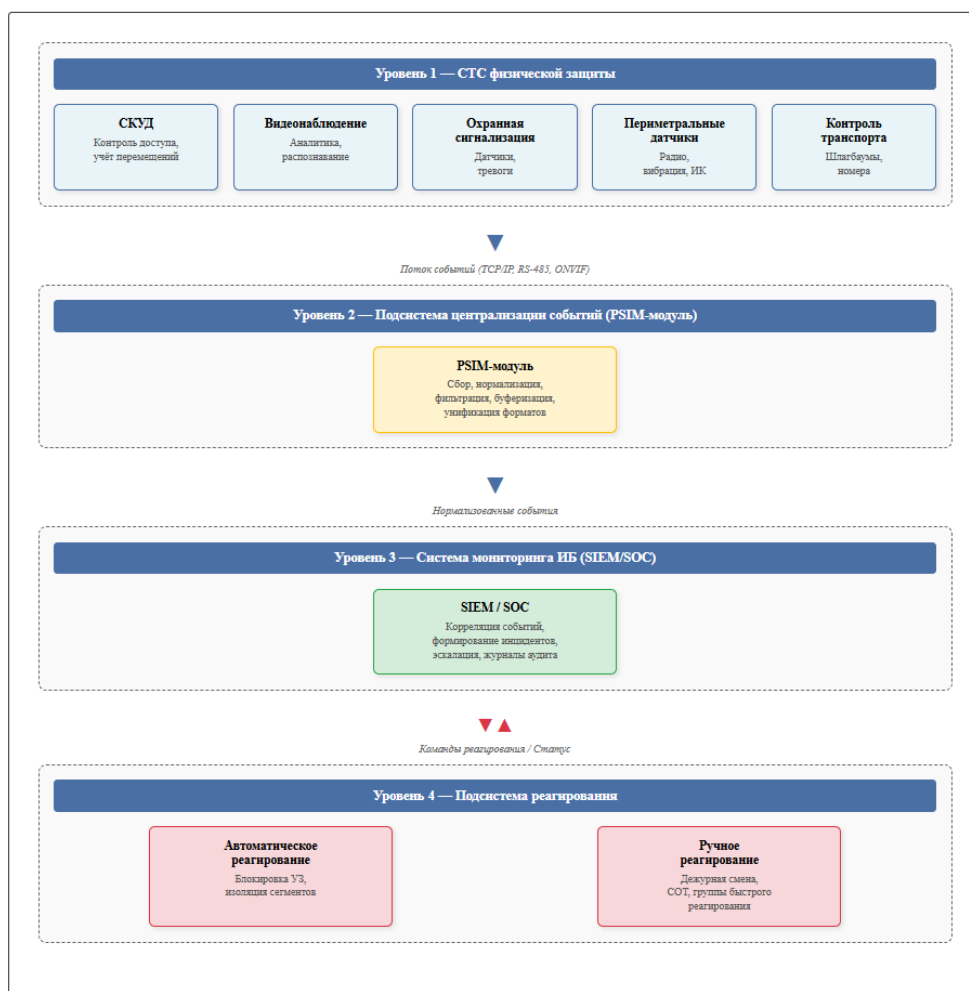 Уровень 1 — СТС физической защиты
СКУД
Контроль доступа,
учёт перемещений
Видеонаблюдение
Аналитика,
распознавание
Охранная
сигнализация
Датчики,
тревоги
Периметральные
датчики
Радио,
вибрация, ИК
Контроль
транспорта
Шлагбаумы,
номера
Поток событий (TCP/IP, RS-485, ONVIF)
Уровень 2 — Подсистема централизации событий (PSIM-модуль)
PSIM-модуль
Сбор, нормализация,
фильтрация, буферизация,
унификация форматов
Нормализованные события
Уровень 3 — Система мониторинга ИБ (SIEM/SOC)
SIEM / SOC
Корреляция событий,
формирование инцидентов,
эскалация, журналы аудита
Команды реагирования / Статус
Уровень 4 — Подсистема реагирования
Автоматическое
реагирование
Блокировка УЗ,
изоляция сегментов
Ручное
реагирование
Дежурная смена,
СОТ, группы быстрого
реагирования